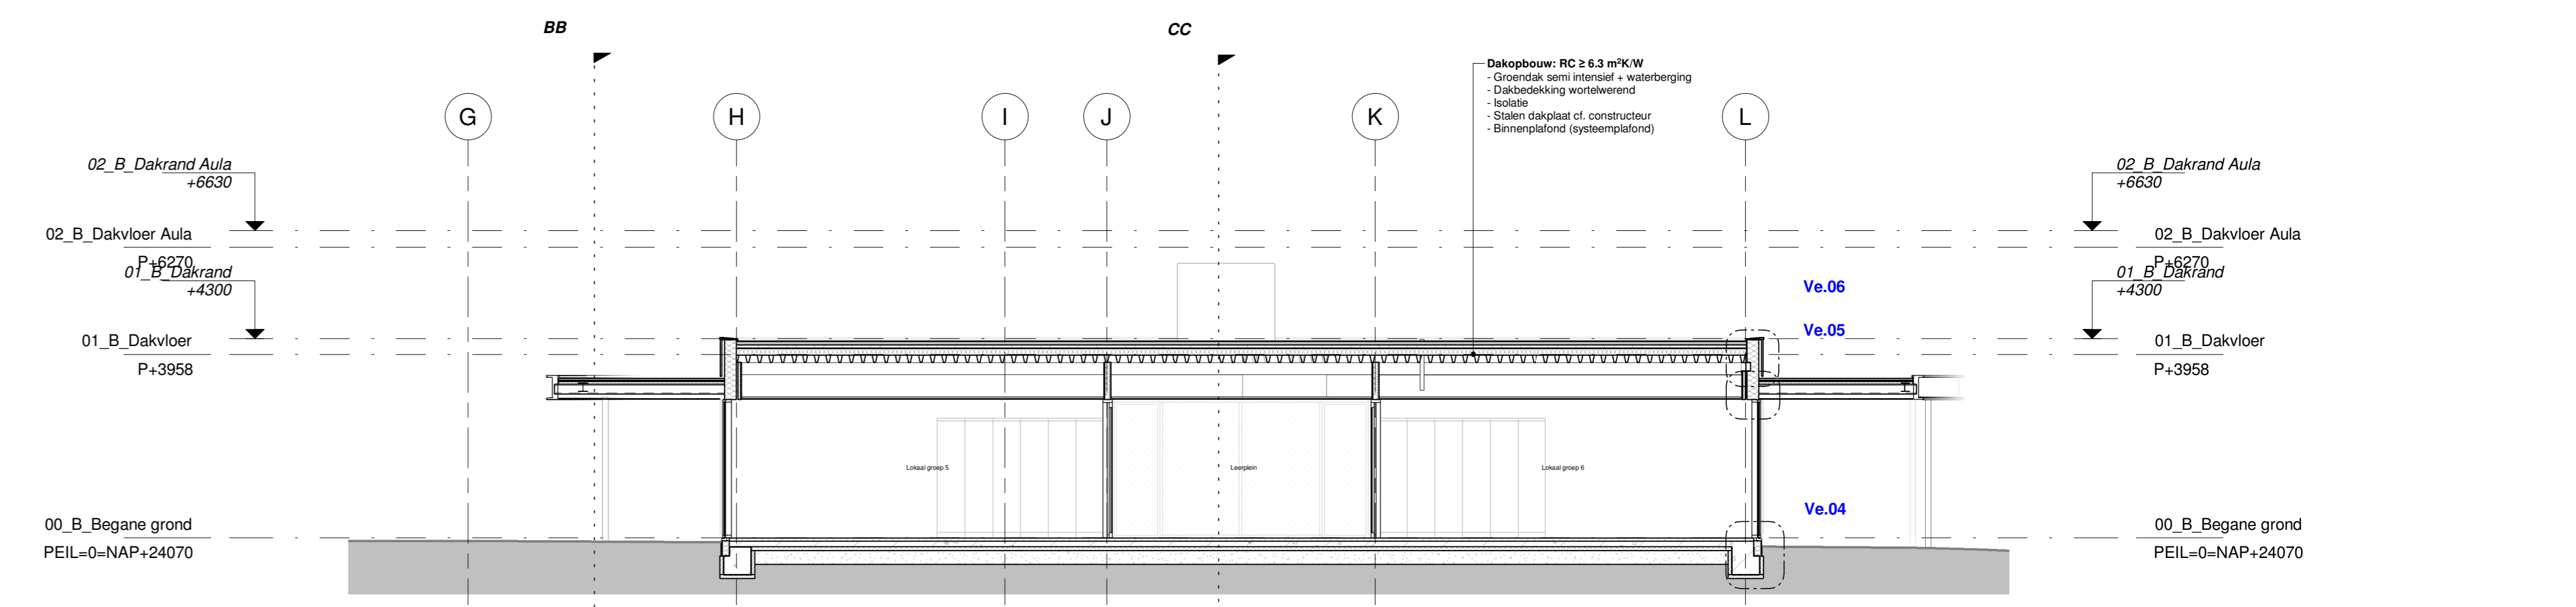 BB
CC
Dakopbouw: RC ≥ 6.3 m²K/W
- Groendak semi intensief + waterberging
- Dakbedekking wortelwerend
- Isolatie
- Stalen dakplaat cf. constructeur
- Binnenplafond (systeemplafond)
G
H
I
J
K
L
02_B_Dakrand Aula
+6630
02_B_Dakrand Aula
+6630
02_B_Dakvloer Aula
P+6270
02_B_Dakvloer Aula
P+6270
01_B_Dakrand
+4300
01_B_Dakrand
+4300
Ve.06
Ve.05
01_B_Dakvloer
P+3958
01_B_Dakvloer
P+3958
Lokaal groep 5
Leerplein
Lokaal groep 6
Ve.04
00_B_Begane grond
PEIL=0=NAP+24070
00_B_Begane grond
PEIL=0=NAP+24070